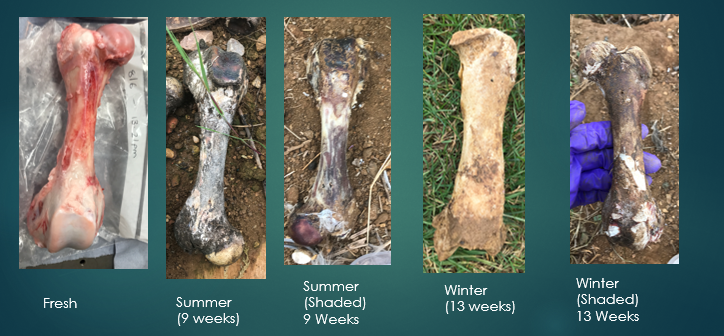 Fresh
Summer
(9 weeks)
Summer
(Shaded)
9 Weeks
Winter
(13 weeks)
Winter
(Shaded)
13 Weeks